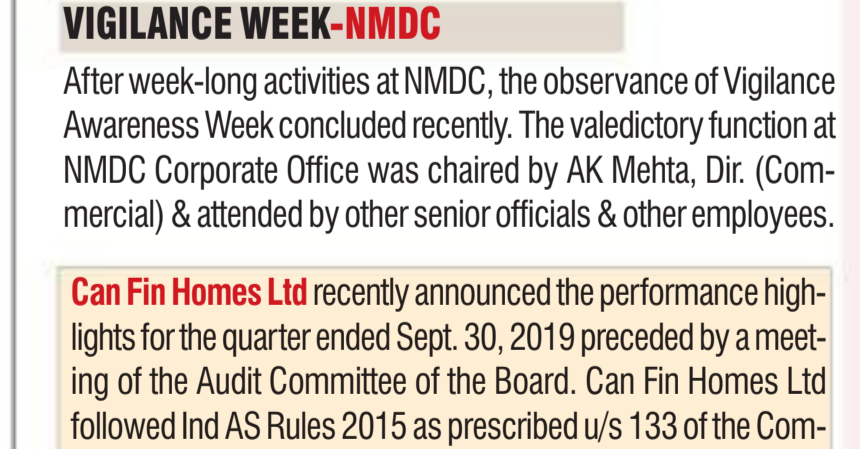 VIGILANCE WEEK-NMDC
After week-long activities at NMDC, the observance of Vigilance
Awareness Week concluded recently. The valedictory function at
NMDC Corporate Office was chaired by AK Mehta, Dir. (Com-
mercial) & attended by other senior officials & other employees.
Can Fin Homes Ltd recently announced the performance high-
lights for the quarter ended Sept. 30, 2019 preceded by a meet-
ing of the Audit Committee of the Board. Can Fin Homes Ltd
followed Ind AS Rules 2015 as prescribed u/s 133 of the Com-